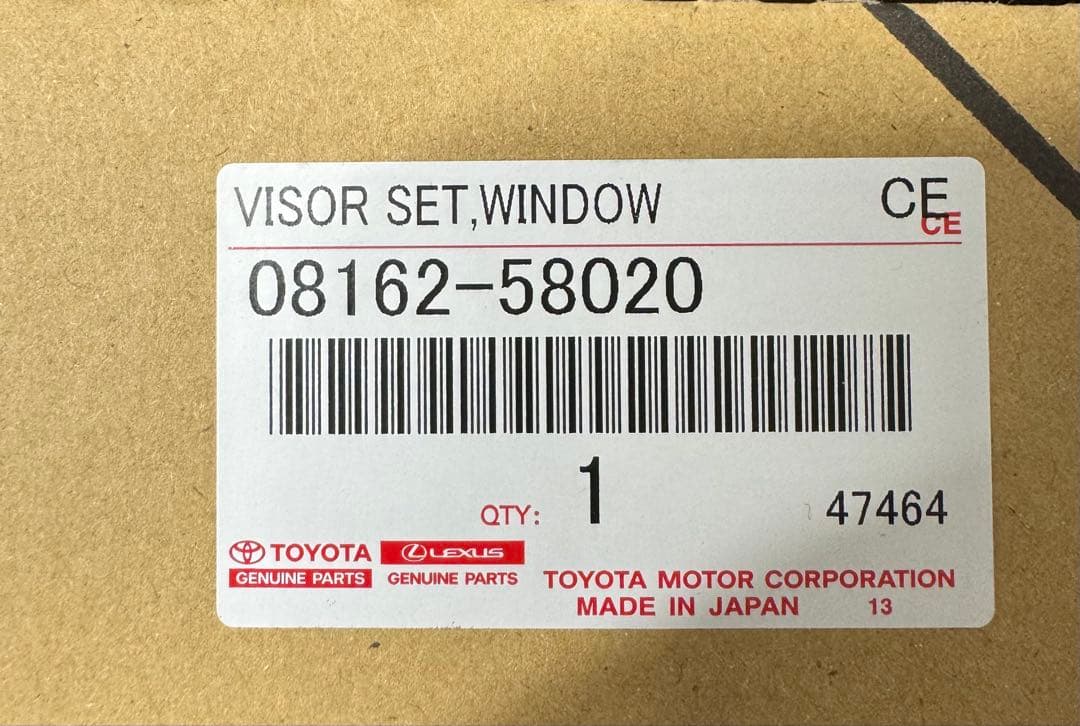 VISOR SET,WINDOW CE
CE
08162-58020
QTY: 1 47464
TOYOTA LEXUS
GENUINE PARTS GENUINE PARTS TOYOTA MOTOR CORPORATION
MADE IN JAPAN 13